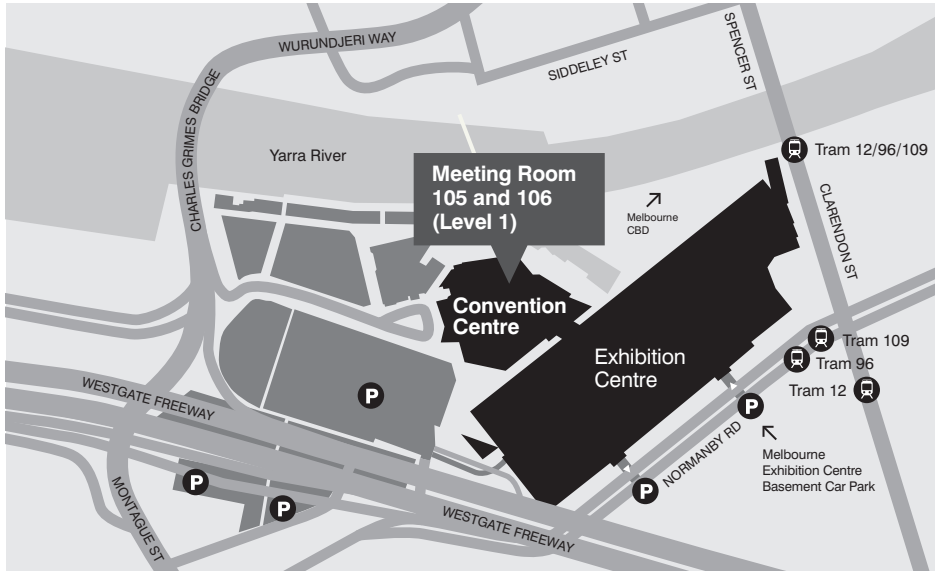 WURUNDJERI WAY
SIDDELEY ST
SPENCER ST
CHARLES GRIMES BRIDGE
Yarra River
Tram 12/96/109
Meeting Room
105 and 106
(Level 1)
Melbourne
CBD
CLARENDON ST
Convention
Centre
Exhibition
Centre
Tram 109
Tram 96
Tram 12
WESTGATE FREEWAY
P
P
NORMANBY RD
Melbourne
Exhibition Centre
Basement Car Park
P
P
P
MONTAGUE ST
WESTGATE FREEWAY